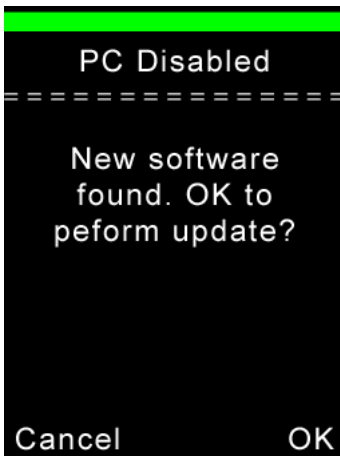 PC Disabled
================
New software
found. OK to
peform update?
Cancel OK